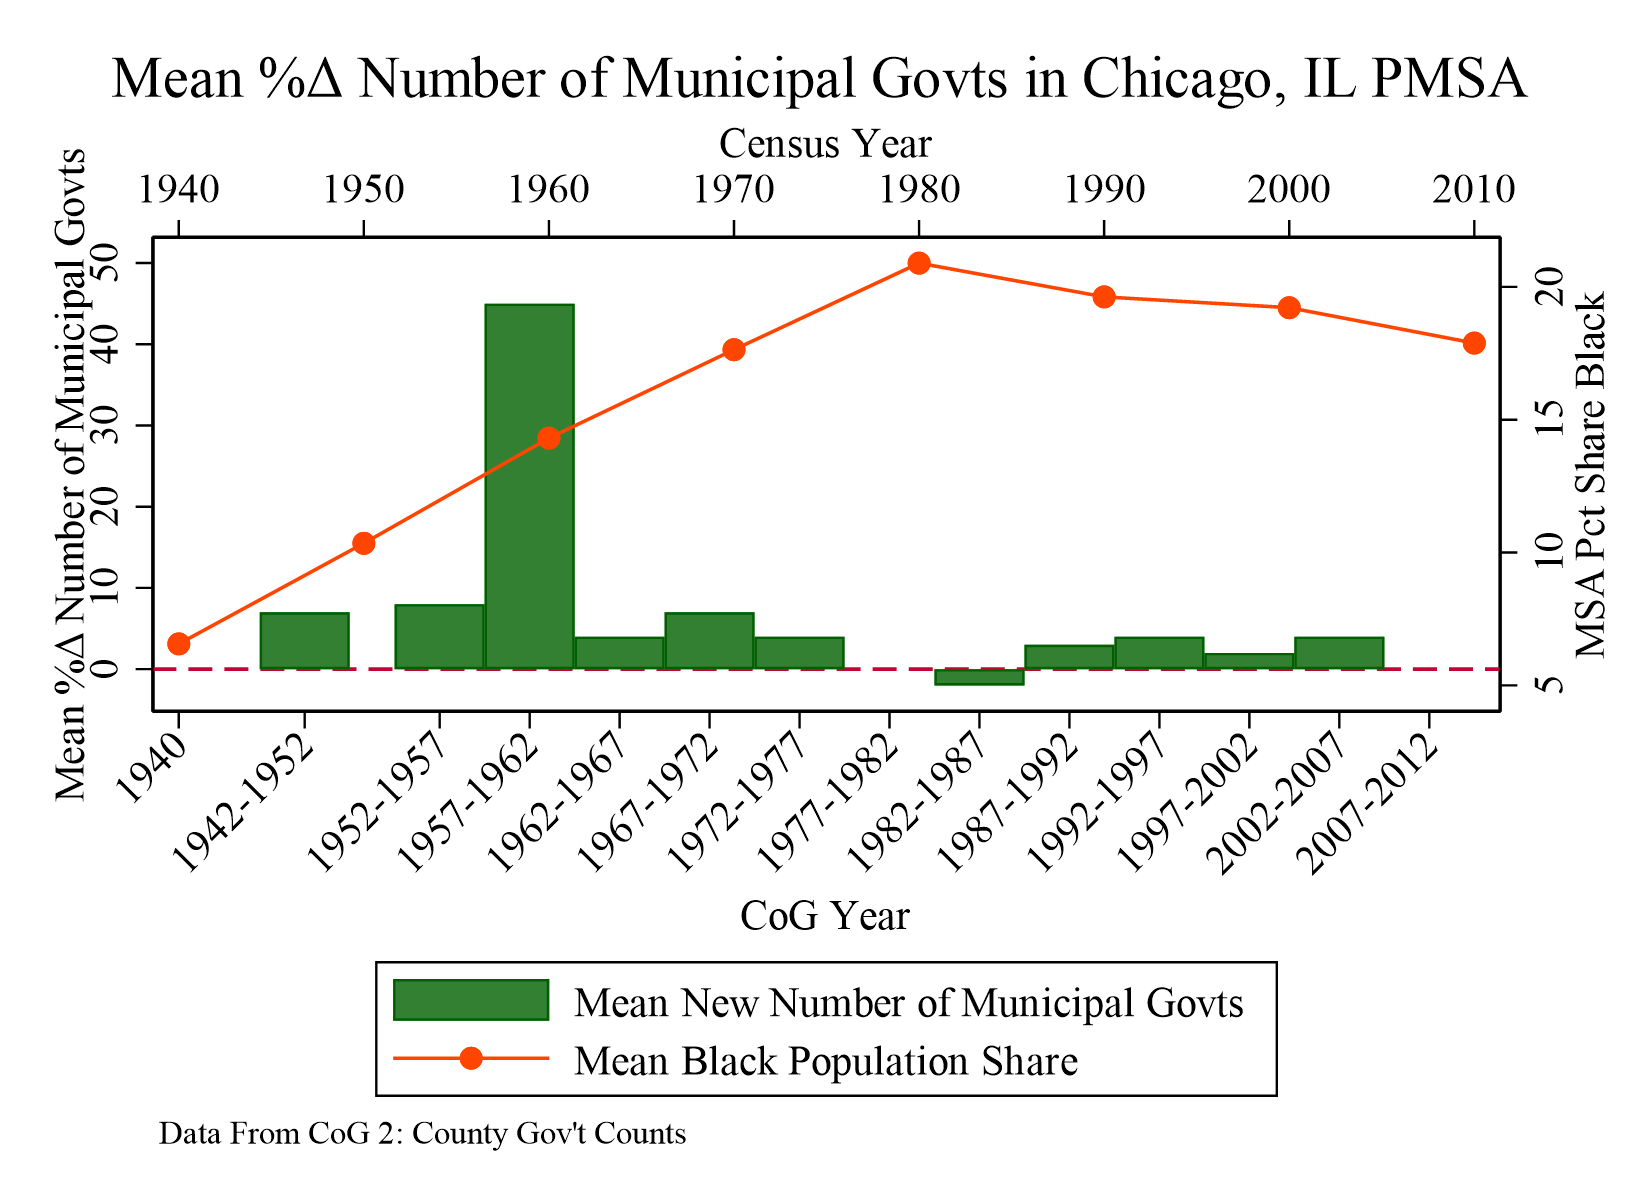 Mean %Δ Number of Municipal Govts in Chicago, IL PMSA
Census Year
1940 1950 1960 1970 1980 1990 2000 2010
Mean %Δ Number of Municipal Govts
50
40
30
20
10
0
20
15
10
5
MSA Pct Share Black
1940 1942-1952 1952-1957 1957-1962 1962-1967 1967-1972 1972-1977 1977-1982 1982-1987 1987-1992 1992-1997 1997-2002 2002-2007 2007-2012
CoG Year
Mean New Number of Municipal Govts
Mean Black Population Share
Data From CoG 2: County Gov't Counts